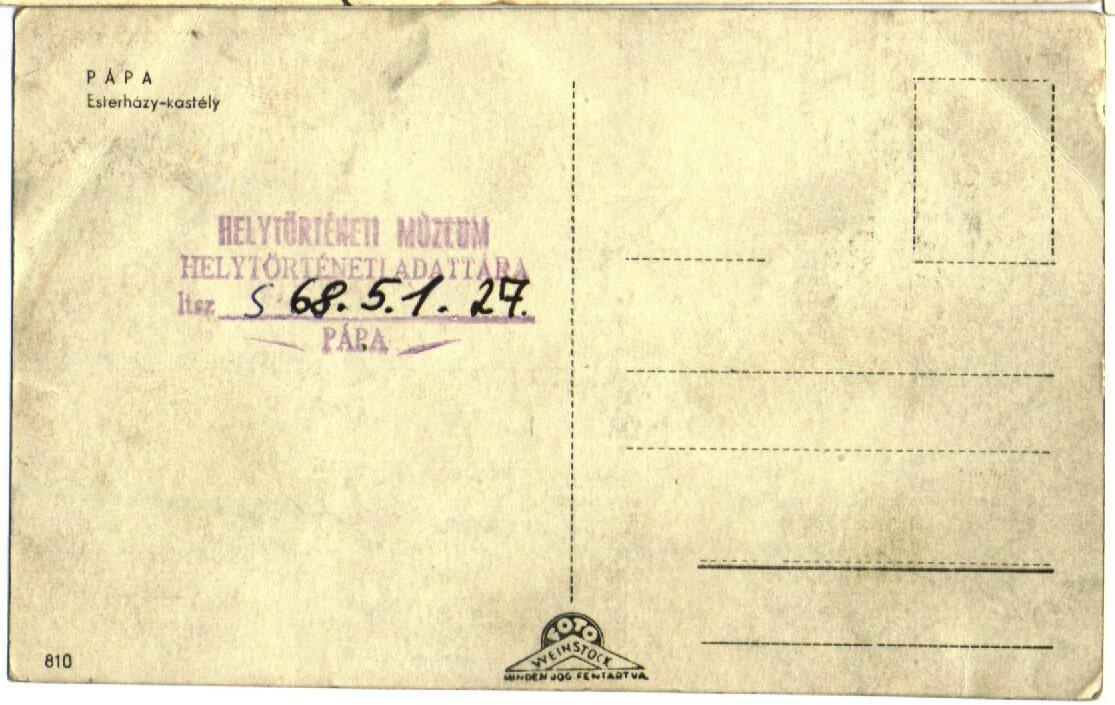 PÁPA
Esterházy-kastély
HELYTÖRTÉNETI MÚZEUM
HELYTÖRTÉNETI ADATTÁRA
ltsz S 68.5.1.27.
PÁPA
FOTO
WEINSTOCK
MINDEN JOG FENTARTVA.
810